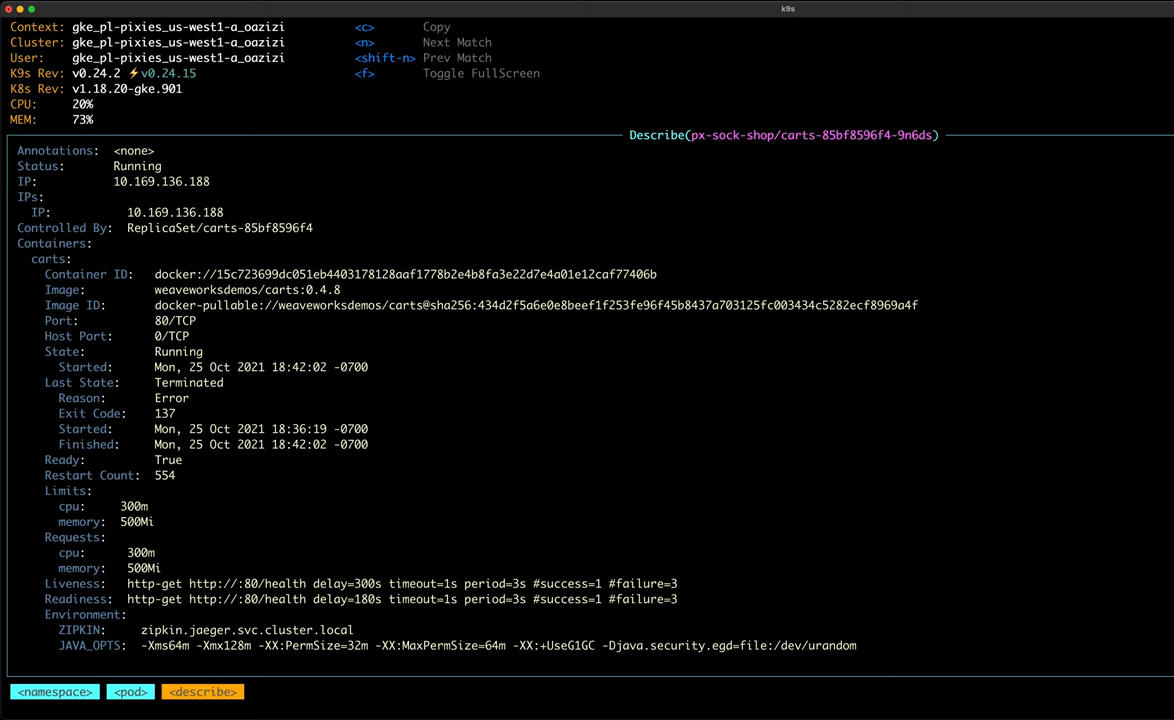 k9s
Context: gke_pl-pixies_us-west1-a_oazizi <c> Copy
Cluster: gke_pl-pixies_us-west1-a_oazizi <n> Next Match
User: gke_pl-pixies_us-west1-a_oazizi <shift-n> Prev Match
K9s Rev: v0.24.2 ⚡v0.24.15 <f> Toggle FullScreen
K8s Rev: v1.18.20-gke.901
CPU: 20%
MEM: 73%
Describe(px-sock-shop/carts-85bf8596f4-9n6ds)
Annotations: <none>
Status: Running
IP: 10.169.136.188
IPs:
IP: 10.169.136.188
Controlled By: ReplicaSet/carts-85bf8596f4
Containers:
carts:
Container ID: docker://15c723699dc051eb4403178128aaf1778b2e4b8fa3e22d7e4a01e12caf77406b
Image: weaveworksdemos/carts:0.4.8
Image ID: docker-pullable://weaveworksdemos/carts@sha256:434d2f5a6e0e8beef1f253fe96f45b8437a703125fc003434c5282ecf8969a4f
Port: 80/TCP
Host Port: 0/TCP
State: Running
Started: Mon, 25 Oct 2021 18:42:02 -0700
Last State: Terminated
Reason: Error
Exit Code: 137
Started: Mon, 25 Oct 2021 18:36:19 -0700
Finished: Mon, 25 Oct 2021 18:42:02 -0700
Ready: True
Restart Count: 554
Limits:
cpu: 300m
memory: 500Mi
Requests:
cpu: 300m
memory: 500Mi
Liveness: http-get http://:80/health delay=300s timeout=1s period=3s #success=1 #failure=3
Readiness: http-get http://:80/health delay=180s timeout=1s period=3s #success=1 #failure=3
Environment:
ZIPKIN: zipkin.jaeger.svc.cluster.local
JAVA_OPTS: -Xms64m -Xmx128m -XX:PermSize=32m -XX:MaxPermSize=64m -XX:+UseG1GC -Djava.security.egd=file:/dev/urandom
<namespace> <pod> <describe>